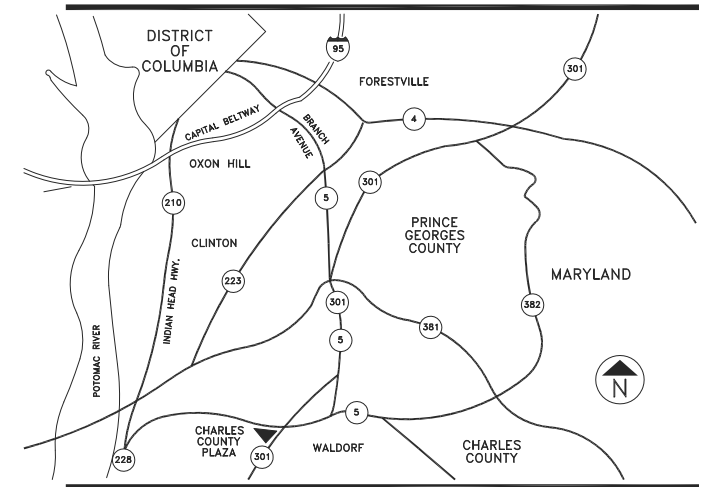 DISTRICT
OF
COLUMBIA
95
301
FORESTVILLE
CAPITAL BELTWAY
BRANCH
AVENUE
4
OXON HILL
301
210
5
PRINCE
GEORGES
COUNTY
CLINTON
INDIAN HEAD HWY.
223
MARYLAND
301
382
381
5
POTOMAC RIVER
N
5
CHARLES
COUNTY
PLAZA
WALDORF
CHARLES
COUNTY
228
301